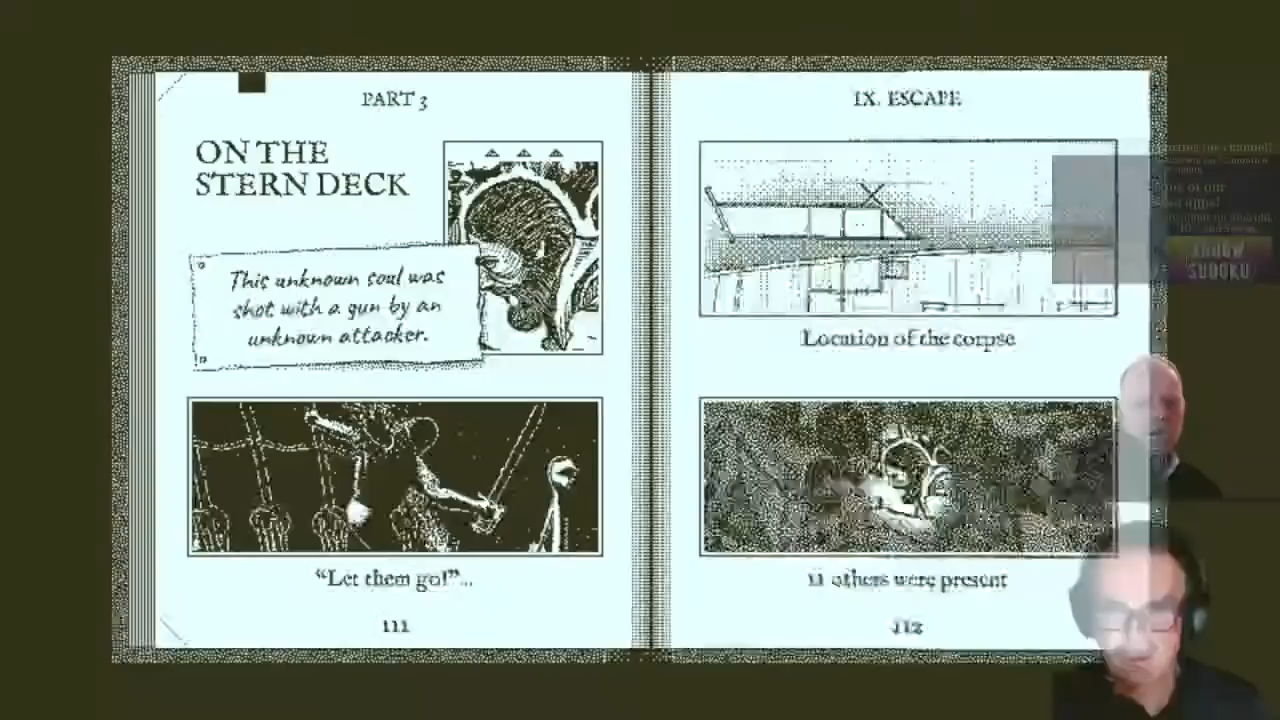 PART 3
ON THE
STERN DECK
This unknown soul was
shot with a gun by an
unknown attacker.
"Let them go!"...
111
IX. ESCAPE
Location of the corpse
11 others were present
112
SUDOKU